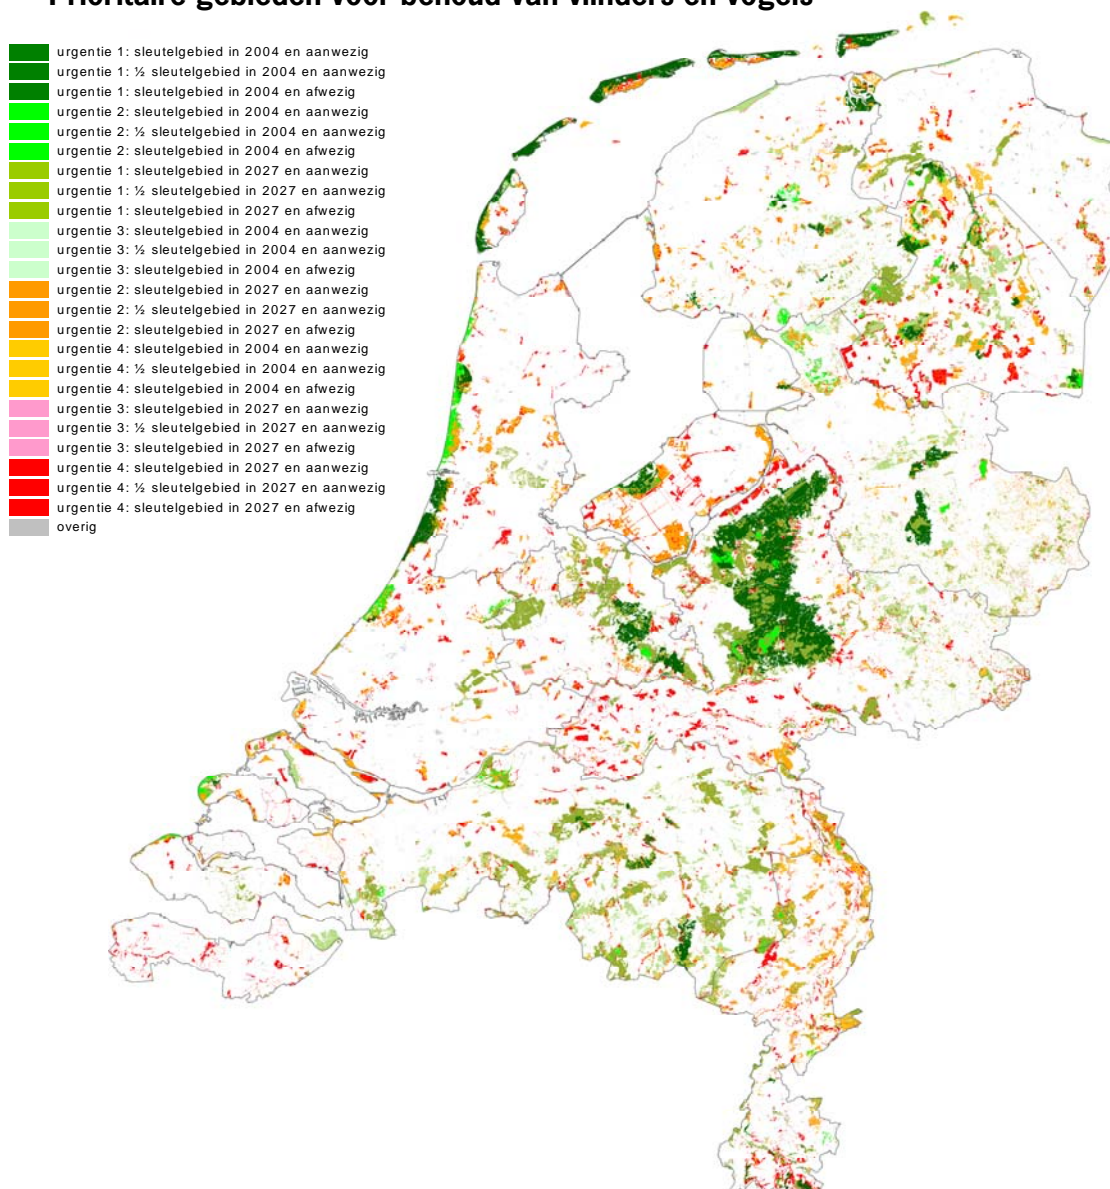 Prioritaire gebieden voor behoud van vlinders en vogels
urgentie 1: sleutelgebied in 2004 en aanwezig
urgentie 1: ½ sleutelgebied in 2004 en aanwezig
urgentie 1: sleutelgebied in 2004 en afwezig
urgentie 2: sleutelgebied in 2004 en aanwezig
urgentie 2: ½ sleutelgebied in 2004 en aanwezig
urgentie 2: sleutelgebied in 2004 en afwezig
urgentie 1: sleutelgebied in 2027 en aanwezig
urgentie 1: ½ sleutelgebied in 2027 en aanwezig
urgentie 1: sleutelgebied in 2027 en afwezig
urgentie 3: sleutelgebied in 2004 en aanwezig
urgentie 3: ½ sleutelgebied in 2004 en aanwezig
urgentie 3: sleutelgebied in 2004 en afwezig
urgentie 2: sleutelgebied in 2027 en aanwezig
urgentie 2: ½ sleutelgebied in 2027 en aanwezig
urgentie 2: sleutelgebied in 2027 en afwezig
urgentie 4: sleutelgebied in 2004 en aanwezig
urgentie 4: ½ sleutelgebied in 2004 en aanwezig
urgentie 4: sleutelgebied in 2004 en afwezig
urgentie 3: sleutelgebied in 2027 en aanwezig
urgentie 3: ½ sleutelgebied in 2027 en aanwezig
urgentie 3: sleutelgebied in 2027 en afwezig
urgentie 4: sleutelgebied in 2027 en aanwezig
urgentie 4: ½ sleutelgebied in 2027 en aanwezig
urgentie 4: sleutelgebied in 2027 en afwezig
overig